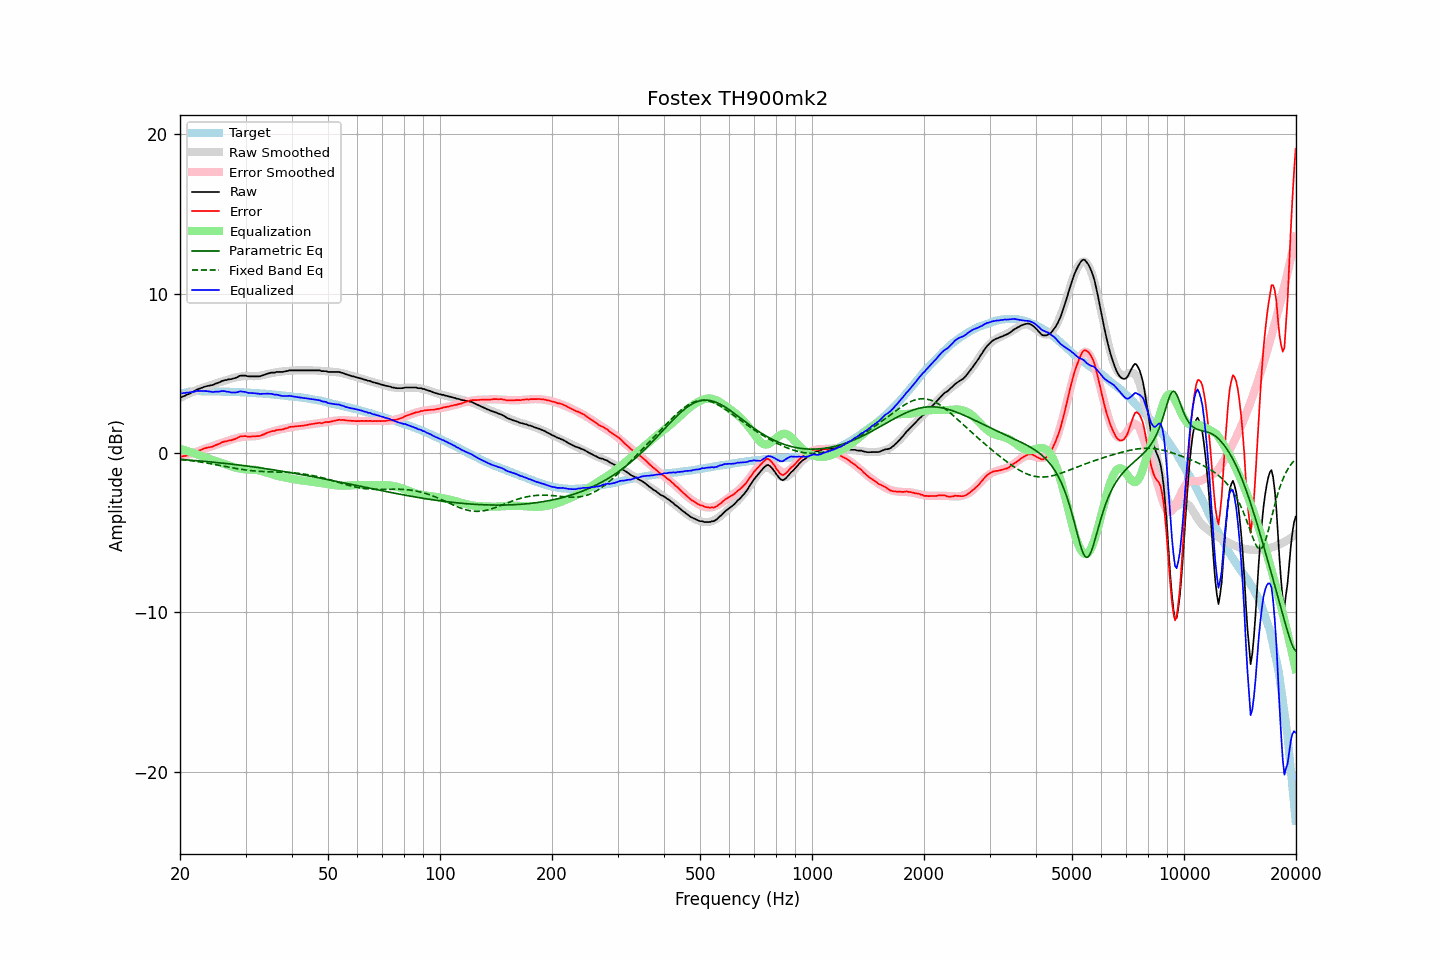 Fostex TH900mk2
Target
Raw Smoothed
Error Smoothed
Raw
Error
Equalization
Parametric Eq
Fixed Band Eq
Equalized
20
10
0
−10
−20
Amplitude (dBr)
20 50 100 200 500 1000 2000 5000 10000 20000
Frequency (Hz)